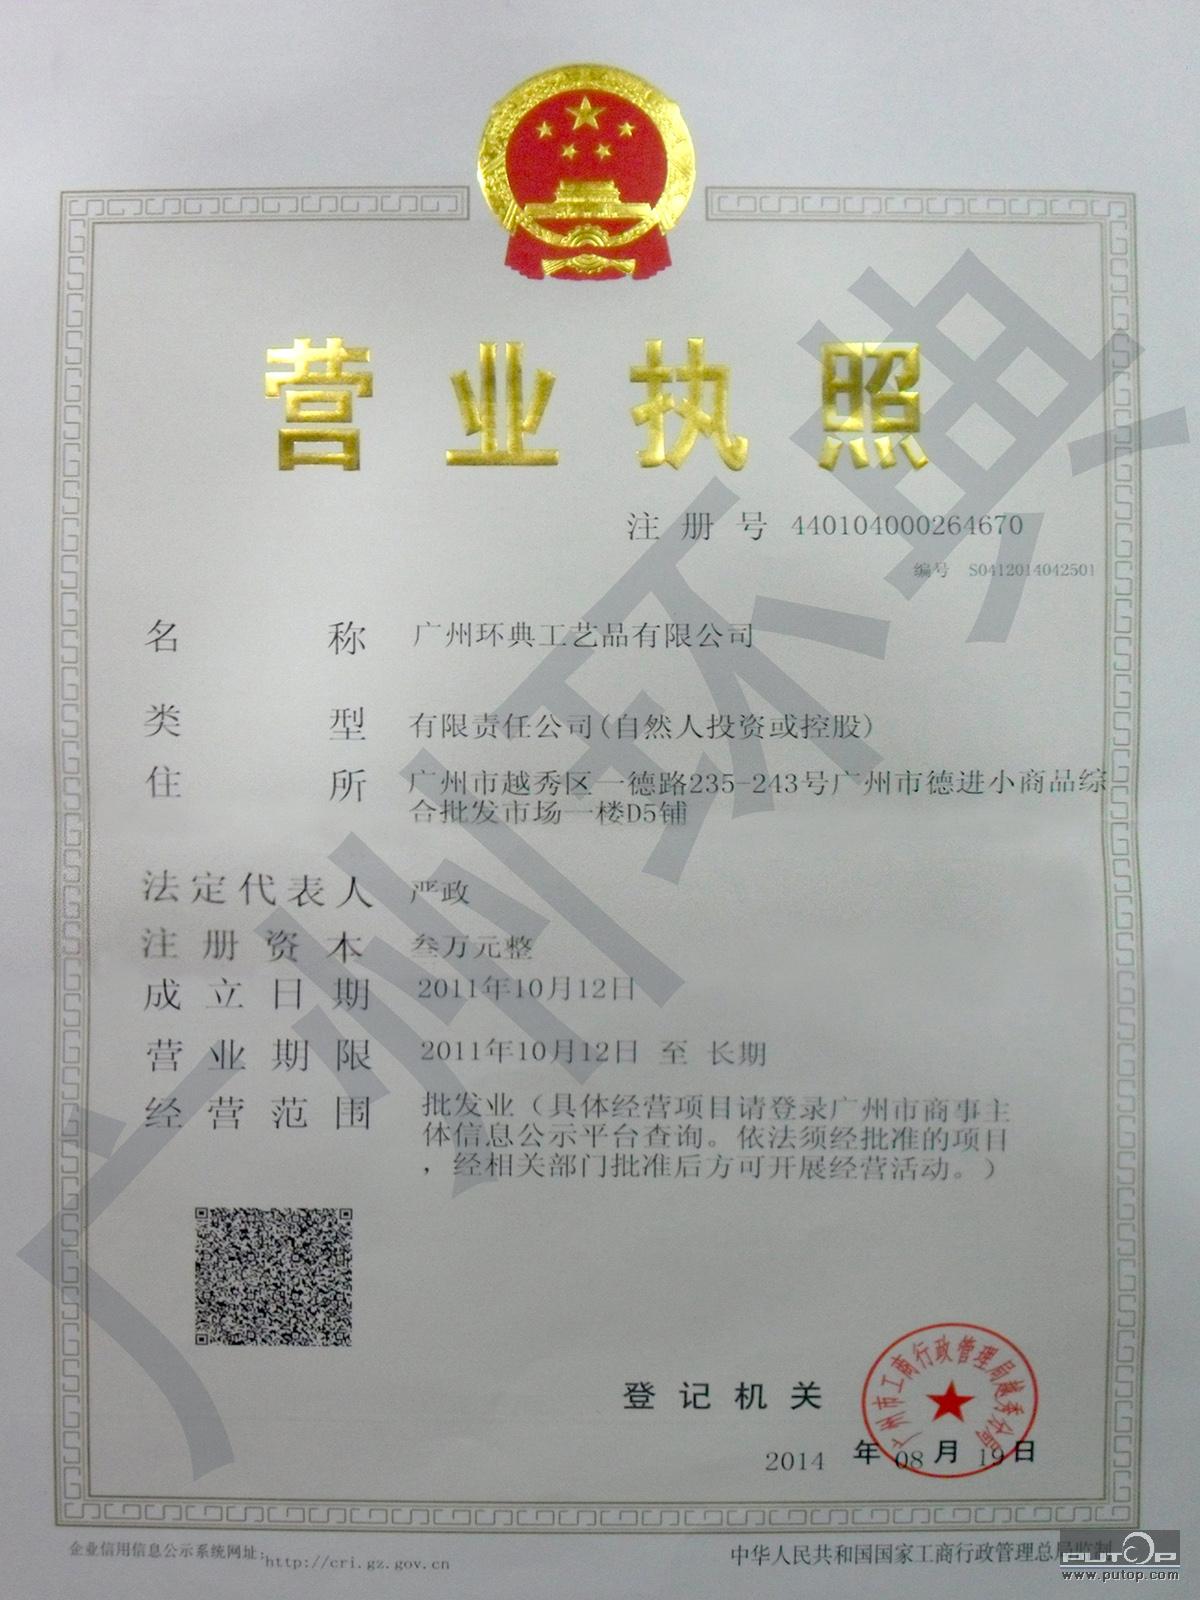 营业执照
注册号 440104000264670
编号 S0412014042501
名称 广州环典工艺品有限公司
类型 有限责任公司(自然人投资或控股)
住所 广州市越秀区一德路235-243号广州市德进小商品综
合批发市场一楼D5铺
法定代表人 严政
注册资本 叁万元整
成立日期 2011年10月12日
营业期限 2011年10月12日 至 长期
经营范围 批发业（具体经营项目请登录广州市商事主
体信息公示平台查询。依法须经批准的项目
，经相关部门批准后方可开展经营活动。）
登记机关
广州市工商行政管理局越秀分局
2014 年 08 月 19 日
企业信用信息公示系统网址:http://cri.gz.gov.cn
中华人民共和国国家工商行政管理总局监制
广州环典
PUTOP
www.putop.com